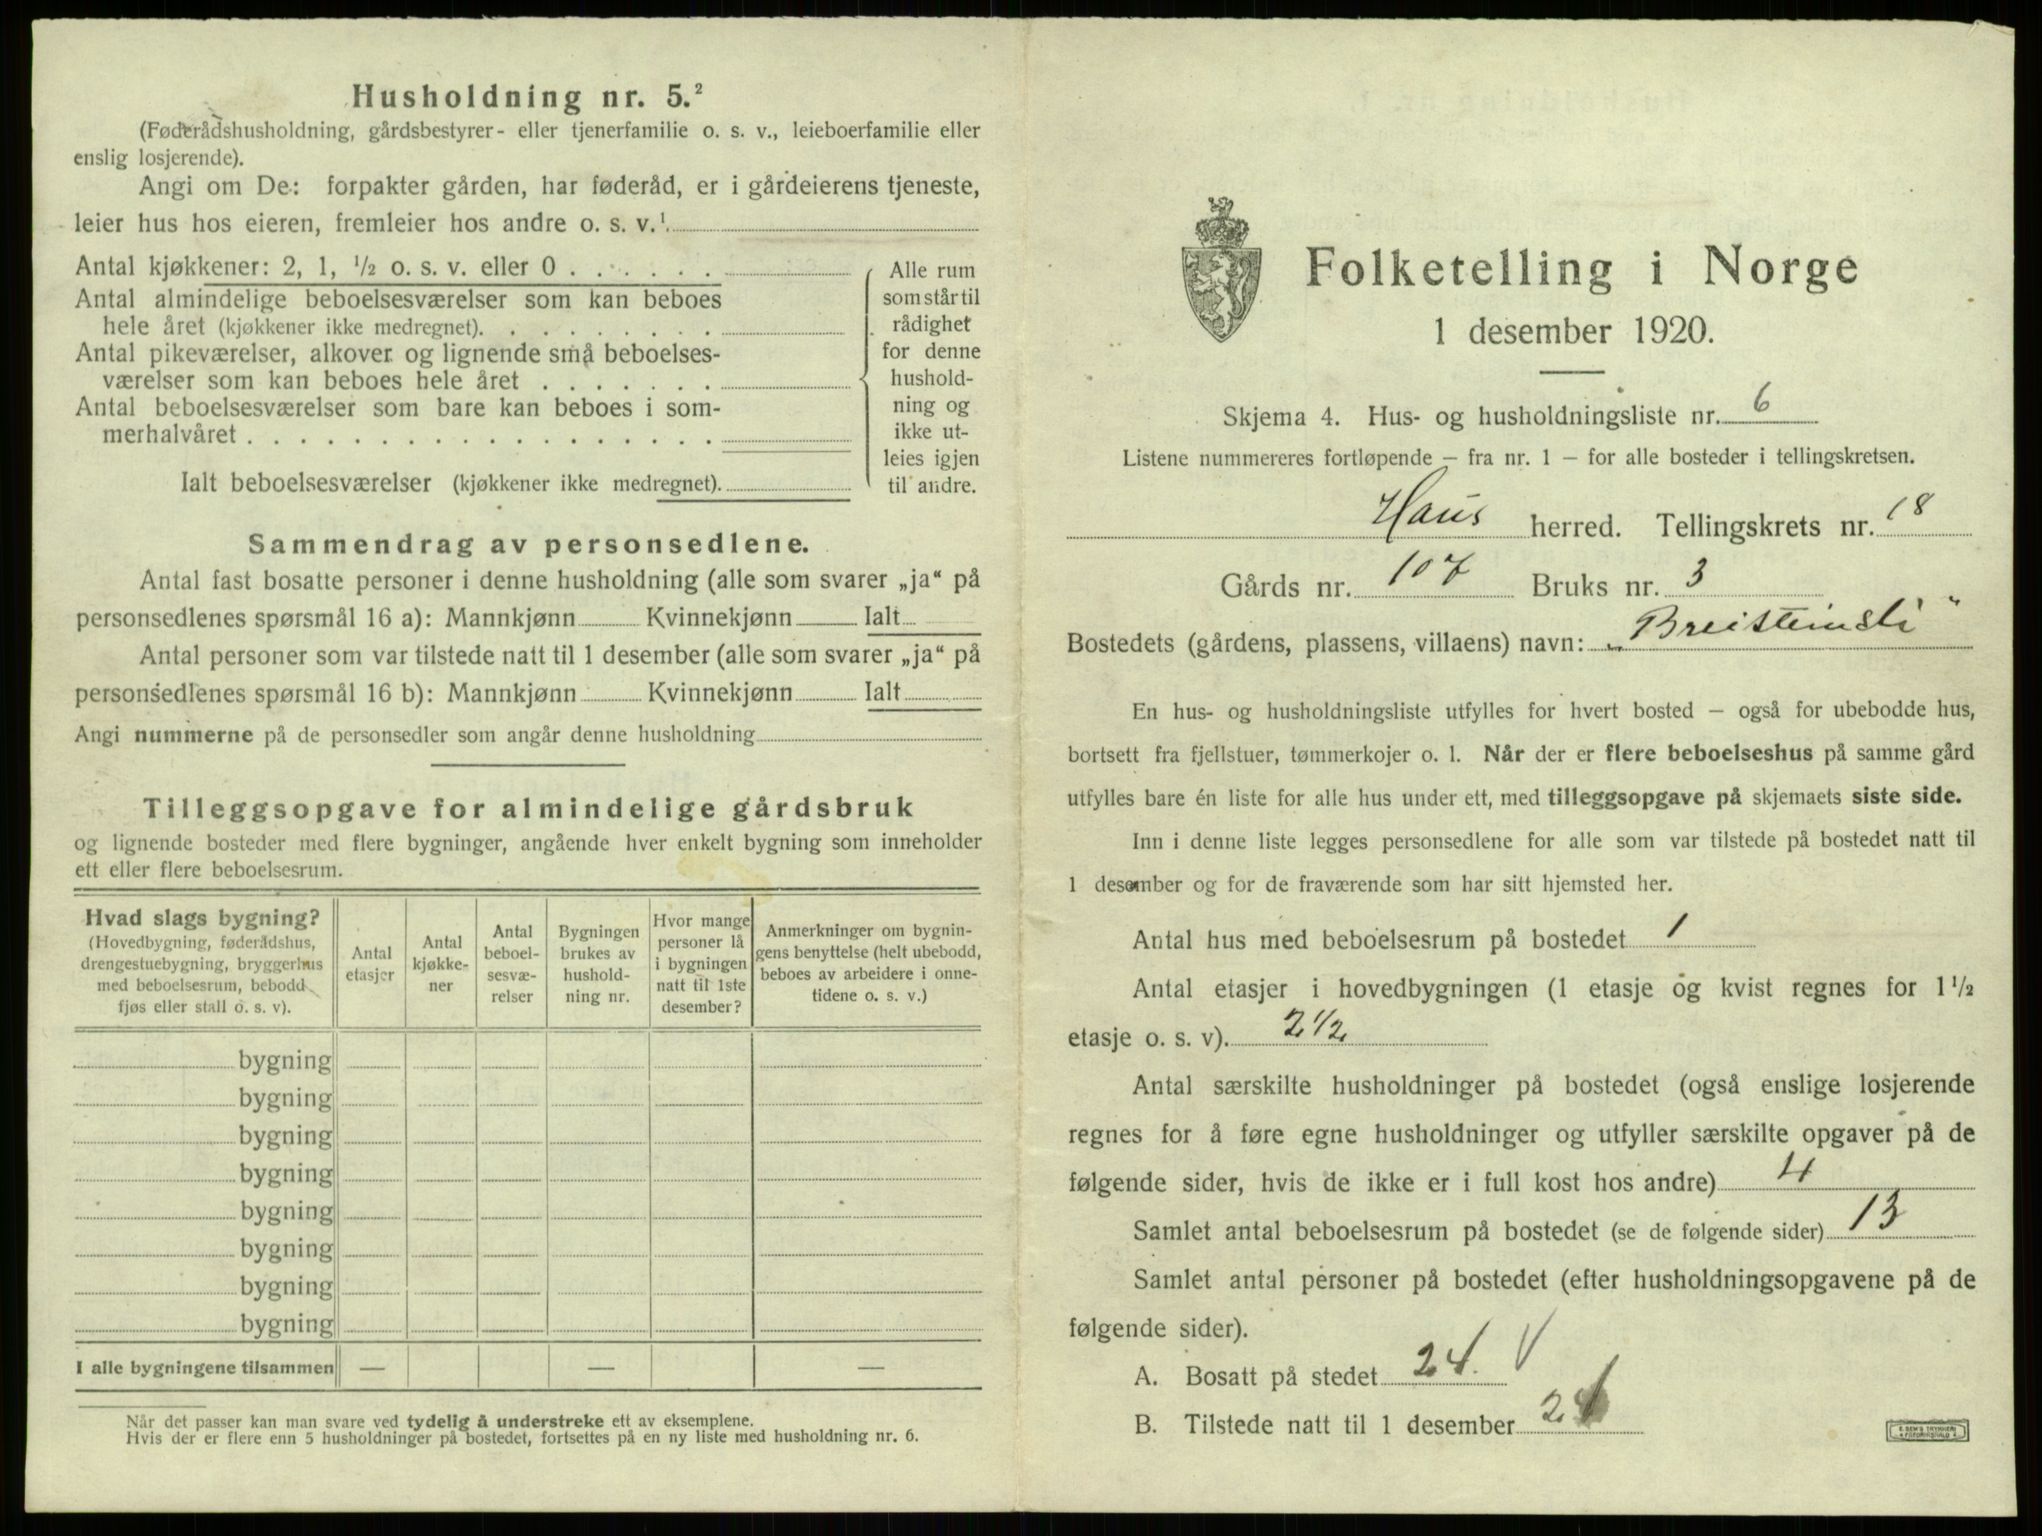 Husholdning nr. 5.²
(Føderådshusholdning, gårdsbestyrer- eller tjenerfamilie o. s. v., leieboerfamilie eller
enslig losjerende).
Angi om De: forpakter gården, har føderåd, er i gårdeierens tjeneste,
leier hus hos eieren, fremleier hos andre o. s. v.¹
Antal kjøkkener: 2, 1, ½ o. s. v. eller 0 . . . . . .
Antal almindelige beboelsesværelser som kan beboes
hele året (kjøkkener ikke medregnet). . . . . . . . .
Antal pikeværelser, alkover og lignende små beboelses-
værelser som kan beboes hele året . . . . . . .
Antal beboelsesværelser som bare kan beboes i som-
merhalvåret . . . . . . . . . . . . . . . . . .
Ialt beboelsesværelser (kjøkkener ikke medregnet).
Alle rum
som står til
rådighet
for denne
hushold-
ning og
ikke ut-
leies igjen
til andre.
Sammendrag av personsedlene.
Antal fast bosatte personer i denne husholdning (alle som svarer „ja“ på
personsedlenes spørsmål 16 a): Mannkjønn Kvinnekjønn Ialt
Antal personer som var tilstede natt til 1 desember (alle som svarer „ja“ på
personsedlenes spørsmål 16 b): Mannkjønn Kvinnekjønn Ialt
Angi nummerne på de personsedler som angår denne husholdning
Tilleggsopgave for almindelige gårdsbruk
og lignende bosteder med flere bygninger, angående hver enkelt bygning som inneholder
ett eller flere beboelsesrum.
Hvad slags bygning?
(Hovedbygning, føderådshus,
drengestuebygning, bryggerhus
med beboelsesrum, bebodd
fjøs eller stall o. s. v).
Antal
etasjer
Antal
kjøkke-
ner
Antal
beboel-
sesvæ-
relser
Bygningen
brukes av
hushold-
ning nr.
Hvor mange
personer lå
i bygningen
natt til 1ste
desember?
Anmerkninger om bygnin-
gens benyttelse (helt ubebodd,
beboes av arbeidere i onne-
tidene o. s. v.)
bygning
bygning
bygning
bygning
bygning
bygning
bygning
bygning
I alle bygningene tilsammen — — —
Når det passer kan man svare ved tydelig å understreke ett av eksemplene.
Hvis der er flere enn 5 husholdninger på bostedet, fortsettes på en ny liste med husholdning nr. 6.
Folketelling i Norge
1 desember 1920.
Skjema 4. Hus- og husholdningsliste nr. 6
Listene nummereres fortløpende – fra nr. 1 – for alle bosteder i tellingskretsen.
Haus herred. Tellingskrets nr. 18
Gårds nr. 107 Bruks nr. 3
Bostedets (gårdens, plassens, villaens) navn: „Breisteinsli“
En hus- og husholdningsliste utfylles for hvert bosted – også for ubebodde hus,
bortsett fra fjellstuer, tømmerkojer o. l. Når der er flere beboelseshus på samme gård
utfylles bare én liste for alle hus under ett, med tilleggsopgave på skjemaets siste side.
Inn i denne liste legges personsedlene for alle som var tilstede på bostedet natt til
1 desember og for de fraværende som har sitt hjemsted her.
Antal hus med beboelsesrum på bostedet 1
Antal etasjer i hovedbygningen (1 etasje og kvist regnes for 1½
etasje o. s. v). 2½
Antal særskilte husholdninger på bostedet (også enslige losjerende
regnes for å føre egne husholdninger og utfyller særskilte opgaver på de
følgende sider, hvis de ikke er i full kost hos andre) 4
Samlet antal beboelsesrum på bostedet (se de følgende sider) 13
Samlet antal personer på bostedet (efter husholdningsopgavene på de
følgende sider).
A. Bosatt på stedet 24. V
B. Tilstede natt til 1 desember